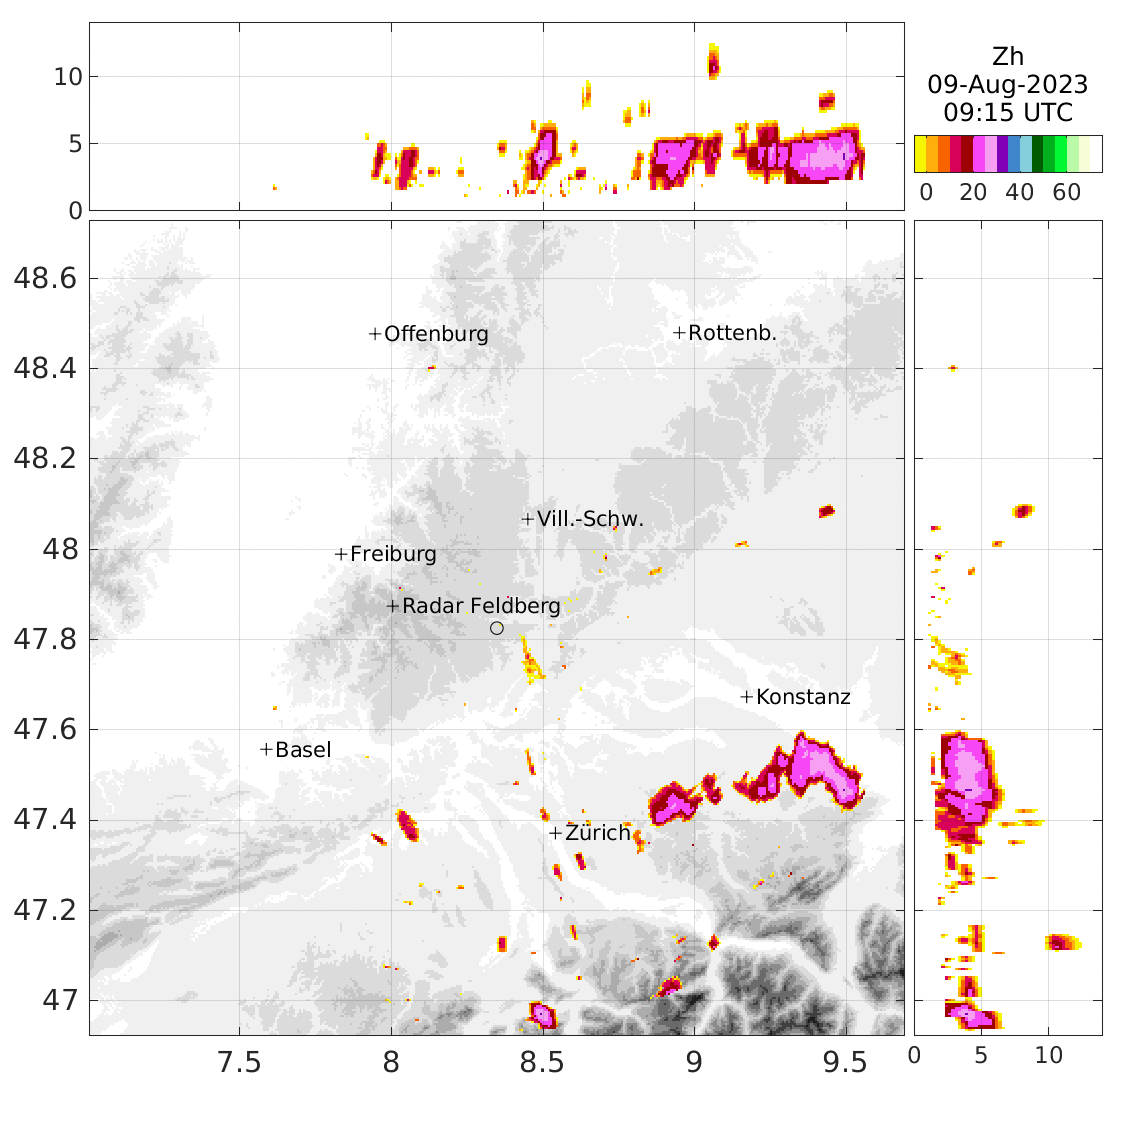 10
5
0
Zh
09-Aug-2023
09:15 UTC
0 20 40 60
48.6
48.4
48.2
48
47.8
47.6
47.4
47.2
47
+Offenburg
+Rottenb.
+Vill.-Schw.
+Freiburg
+Radar Feldberg
+Konstanz
+Basel
+Zürich
7.5 8 8.5 9 9.5
0 5 10